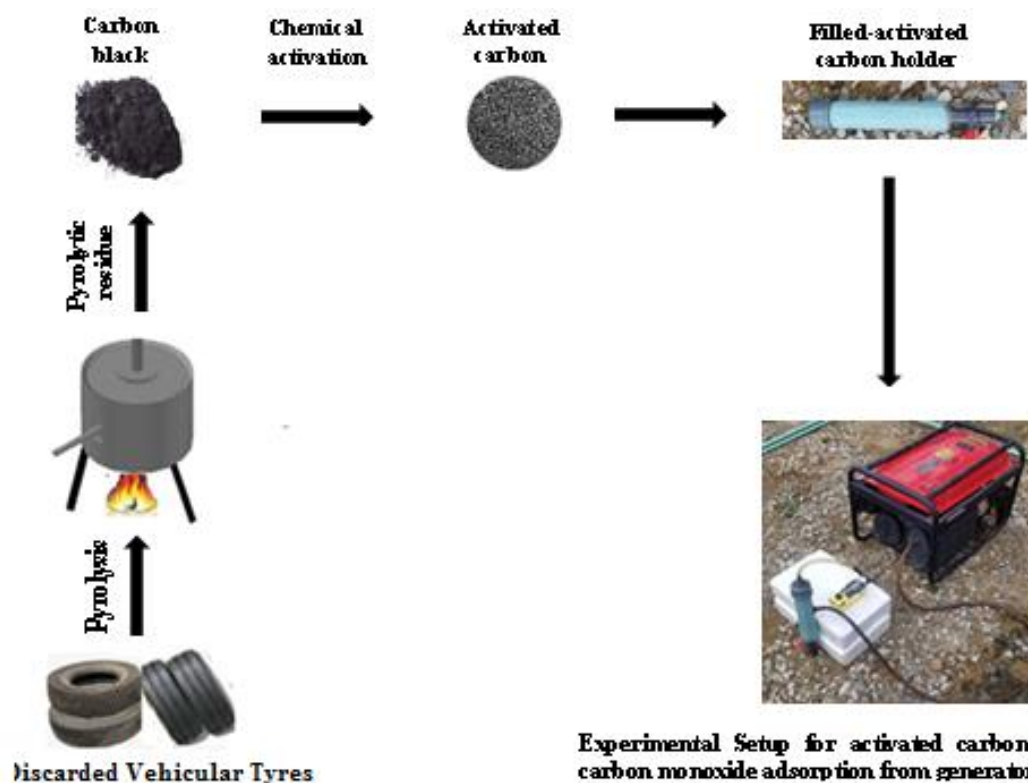 Carbon
black
Chemical
activation
Activated
carbon
Filled-activated
carbon holder
Pyrolytic
residue
Pyrolysis
Discarded Vehicular Tyres
Experimental Setup for activated carbon
carbon monoxide adsorption from generator